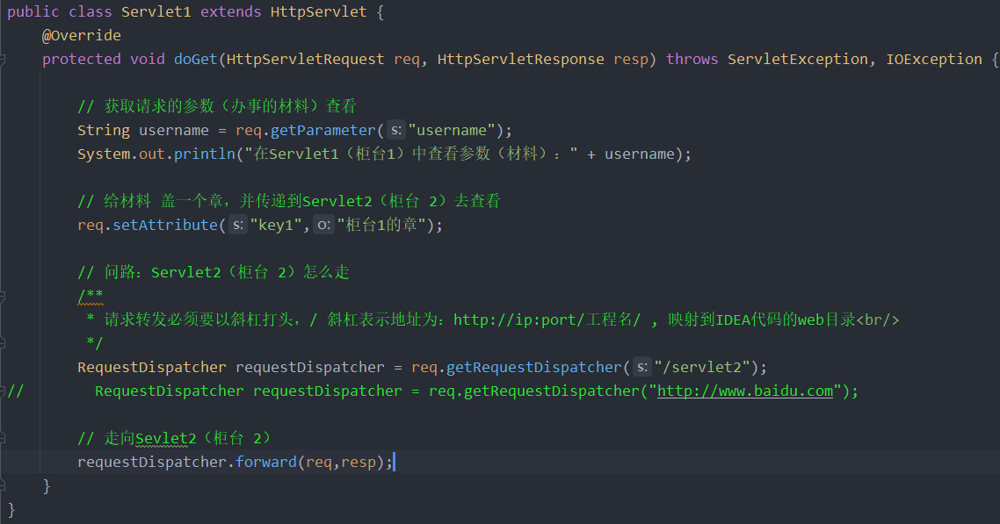 public class Servlet1 extends HttpServlet {
@Override
protected void doGet(HttpServletRequest req, HttpServletResponse resp) throws ServletException, IOException {
// 获取请求的参数（办事的材料）查看
String username = req.getParameter( s: "username");
System.out.println("在Servlet1（柜台1）中查看参数（材料）：" + username);
// 给材料 盖一个章，并传递到Servlet2（柜台 2）去查看
req.setAttribute( s: "key1", o: "柜台1的章");
// 问路：Servlet2（柜台 2）怎么走
/**
* 请求转发必须要以斜杠打头，/ 斜杠表示地址为：http://ip:port/工程名/ , 映射到IDEA代码的web目录<br/>
*/
RequestDispatcher requestDispatcher = req.getRequestDispatcher( s: "/servlet2");
// RequestDispatcher requestDispatcher = req.getRequestDispatcher("http://www.baidu.com");
// 走向Sevlet2（柜台 2）
requestDispatcher.forward(req,resp);
}
}